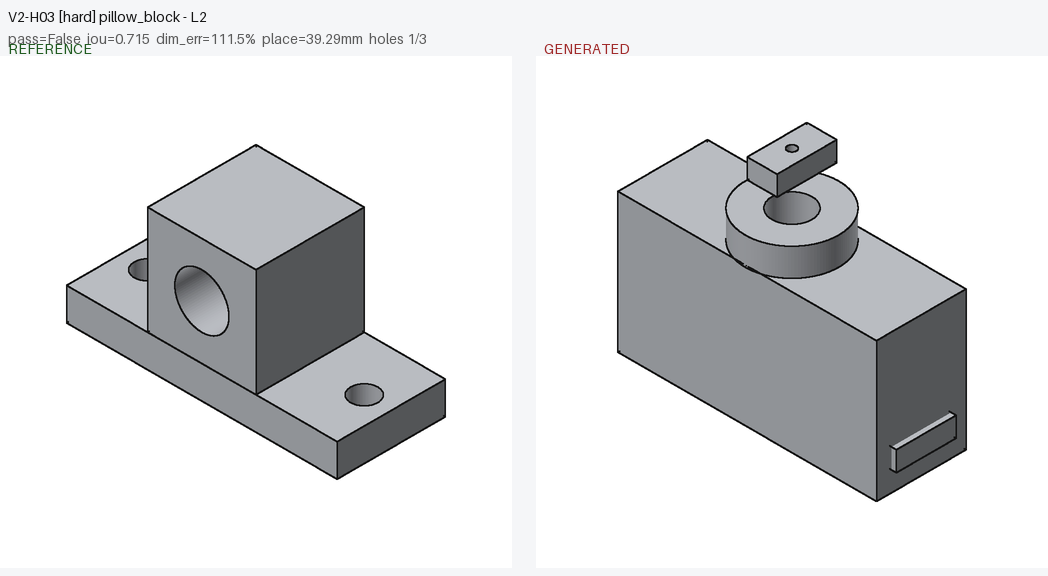 V2-H03 [hard] pillow_block - L2
pass=False iou=0.715 dim_err=111.5% place=39.29mm holes 1/3
REFERENCE
GENERATED